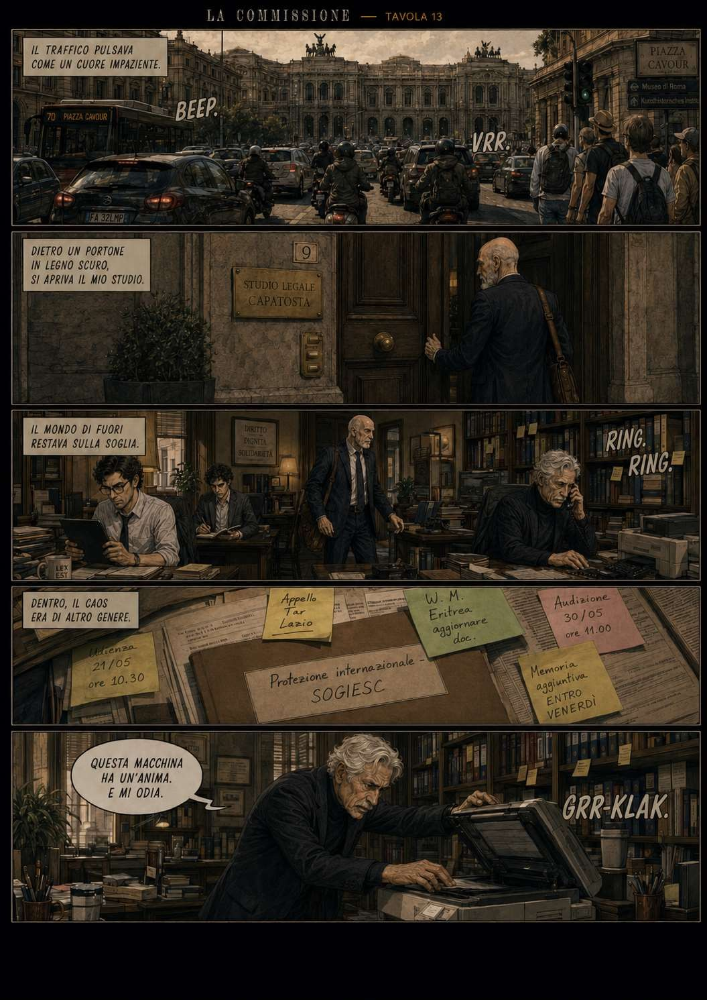 LA COMMISSIONE — TAVOLA 13
IL TRAFFICO PULSAVA
COME UN CUORE IMPAZIENTE.
BEEP.
VRR.
70 PIAZZA CAVOUR
FA 32LMP
PIAZZA
CAVOUR
Museo di Roma
Kunsthistorisches
DIETRO UN PORTONE
IN LEGNO SCURO,
SI APRIVA IL MIO STUDIO.
9
STUDIO LEGALE
CAPATOSTA
IL MONDO DI FUORI
RESTAVA SULLA SOGLIA.
DIRITTO
DIGNITÀ
SOLIDARIETÀ
RING.
RING.
LEX
EST
DENTRO, IL CAOS
ERA DI ALTRO GENERE.
Udienza
21/05
ore 10.30
Appello
Tar
Lazio
Protezione internazionale -
SOGIESC
W. M.
Eritrea
aggiornare
doc.
Audizione
30/05
ore 11.00
Memoria
aggiuntiva
ENTRO
VENERDÌ
QUESTA MACCHINA
HA UN'ANIMA.
E MI ODIA.
GRR-KLAK.